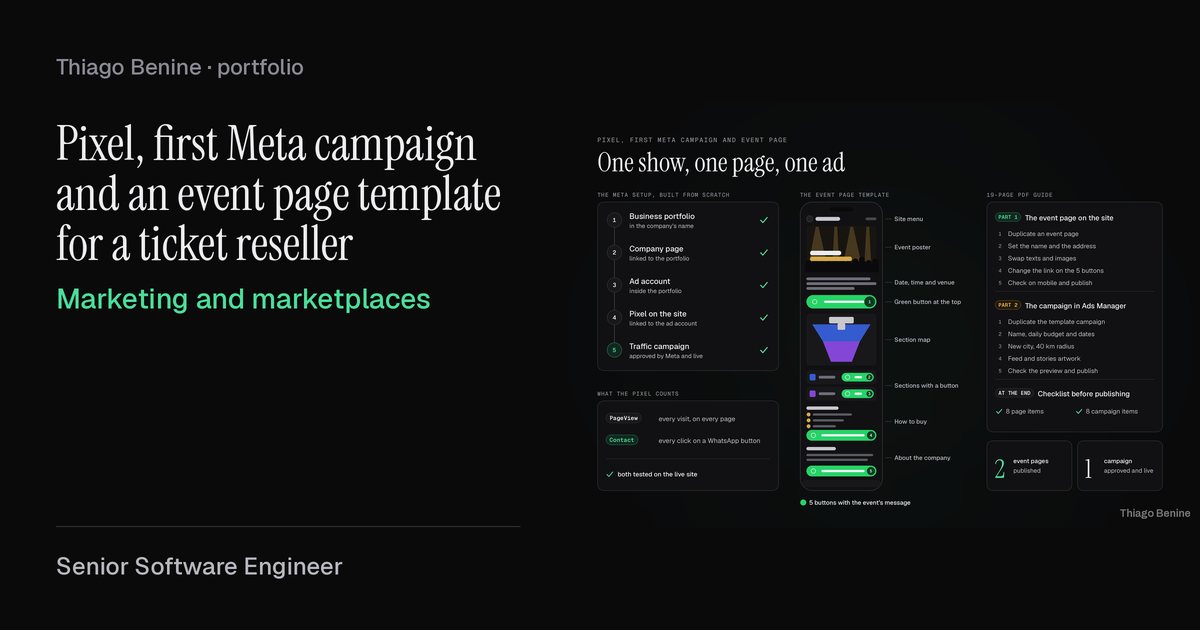 Thiago Benine · portfolio
Pixel, first Meta campaign
and an event page template
for a ticket reseller
Marketing and marketplaces
Senior Software Engineer
PIXEL, FIRST META CAMPAIGN AND EVENT PAGE
One show, one page, one ad
THE META SETUP, BUILT FROM SCRATCH
1 Business portfolio
in the company's name
2 Company page
linked to the portfolio
3 Ad account
inside the portfolio
4 Pixel on the site
linked to the ad account
5 Traffic campaign
approved by Meta and live
WHAT THE PIXEL COUNTS
PageView every visit, on every page
Contact every click on a WhatsApp button
both tested on the live site
THE EVENT PAGE TEMPLATE
Site menu
Event poster
Date, time and venue
1
Green button at the top
Section map
2
Sections with a button
3
How to buy
4
About the company
5
5 buttons with the event's message
19-PAGE PDF GUIDE
PART 1 The event page on the site
1 Duplicate an event page
2 Set the name and the address
3 Swap texts and images
4 Change the link on the 5 buttons
5 Check on mobile and publish
PART 2 The campaign in Ads Manager
1 Duplicate the template campaign
2 Name, daily budget and dates
3 New city, 40 km radius
4 Feed and stories artwork
5 Check the preview and publish
AT THE END Checklist before publishing
8 page items 8 campaign items
2 event pages
published
1 campaign
approved and live
Thiago Benine